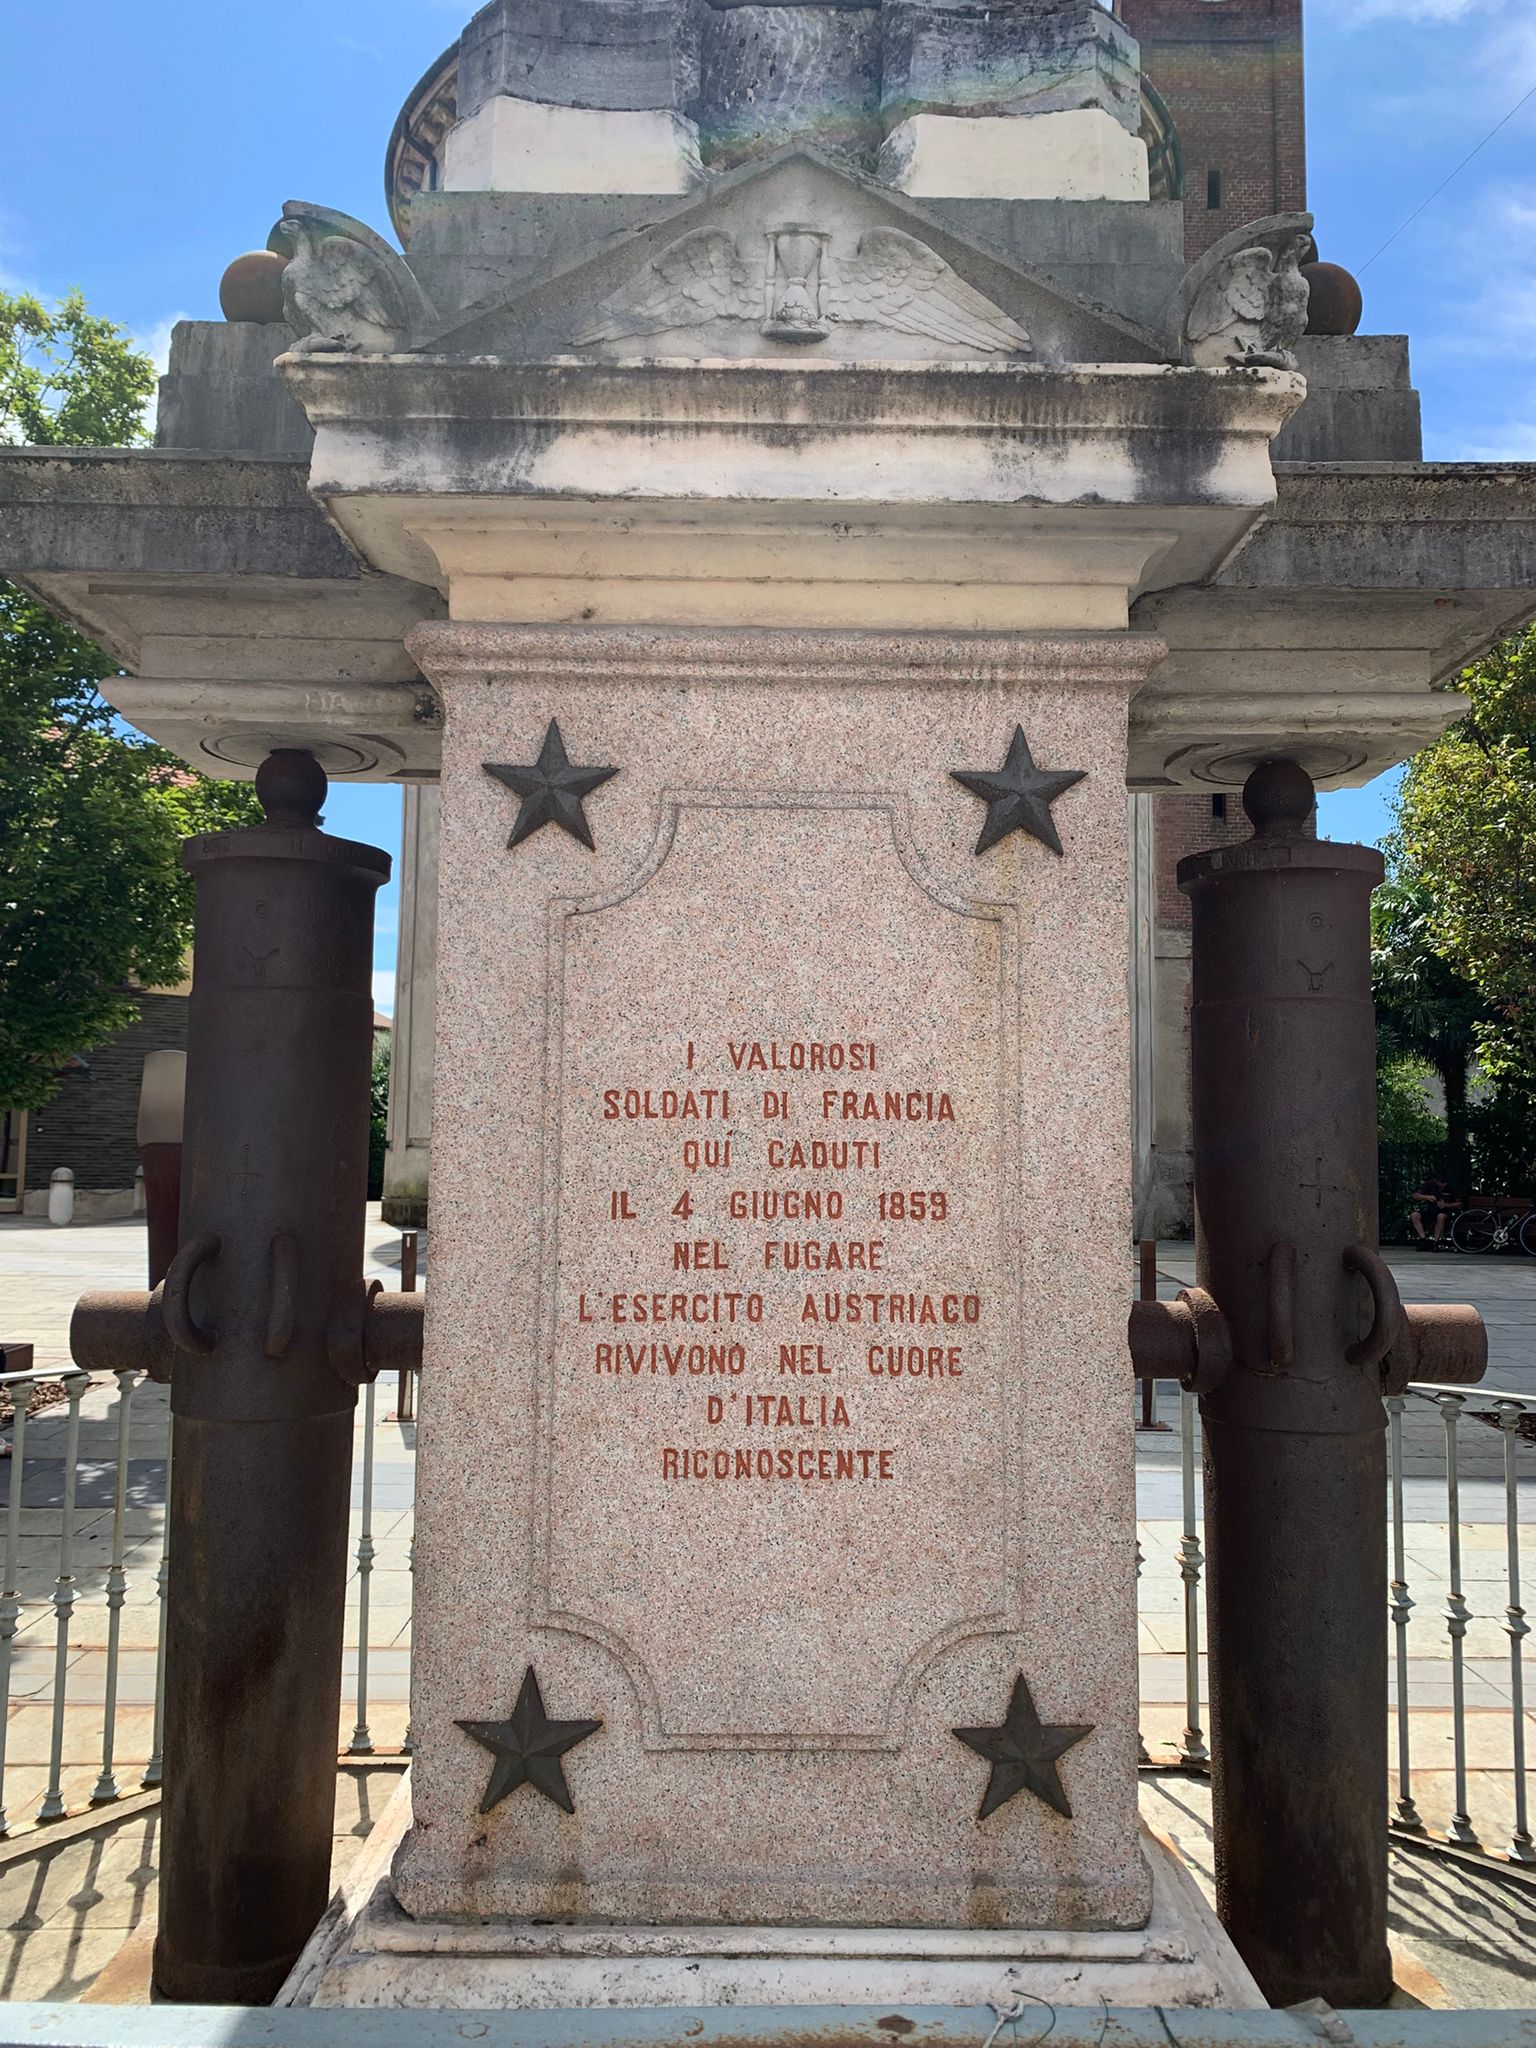 I VALOROSI
SOLDATI DI FRANCIA
QUÍ CADUTI
IL 4 GIUGNO 1859
NEL FUGARE
L'ESERCITO AUSTRIACO
RIVIVONO NEL CUORE
D'ITALIA
RICONOSCENTE